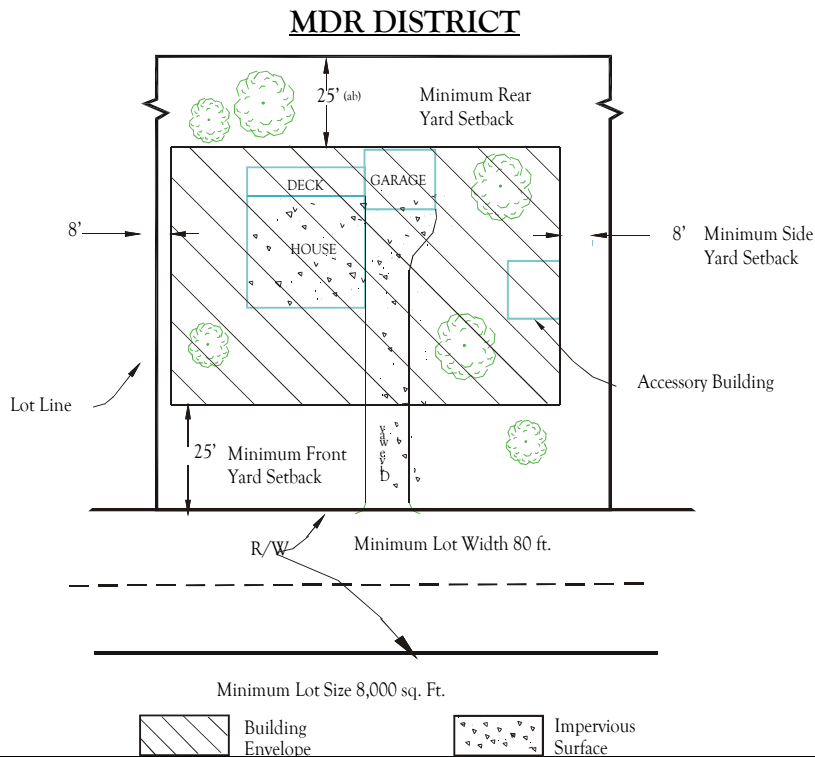 MDR DISTRICT
25’ (ab)
Minimum Rear
Yard Setback
DECK
GARAGE
HOUSE
8’
8’ Minimum Side
Yard Setback
Accessory Building
Lot Line
25’ Minimum Front
Yard Setback
Driveway
R/W
Minimum Lot Width 80 ft.
Minimum Lot Size 8,000 sq. Ft.
Building
Envelope
Impervious
Surface